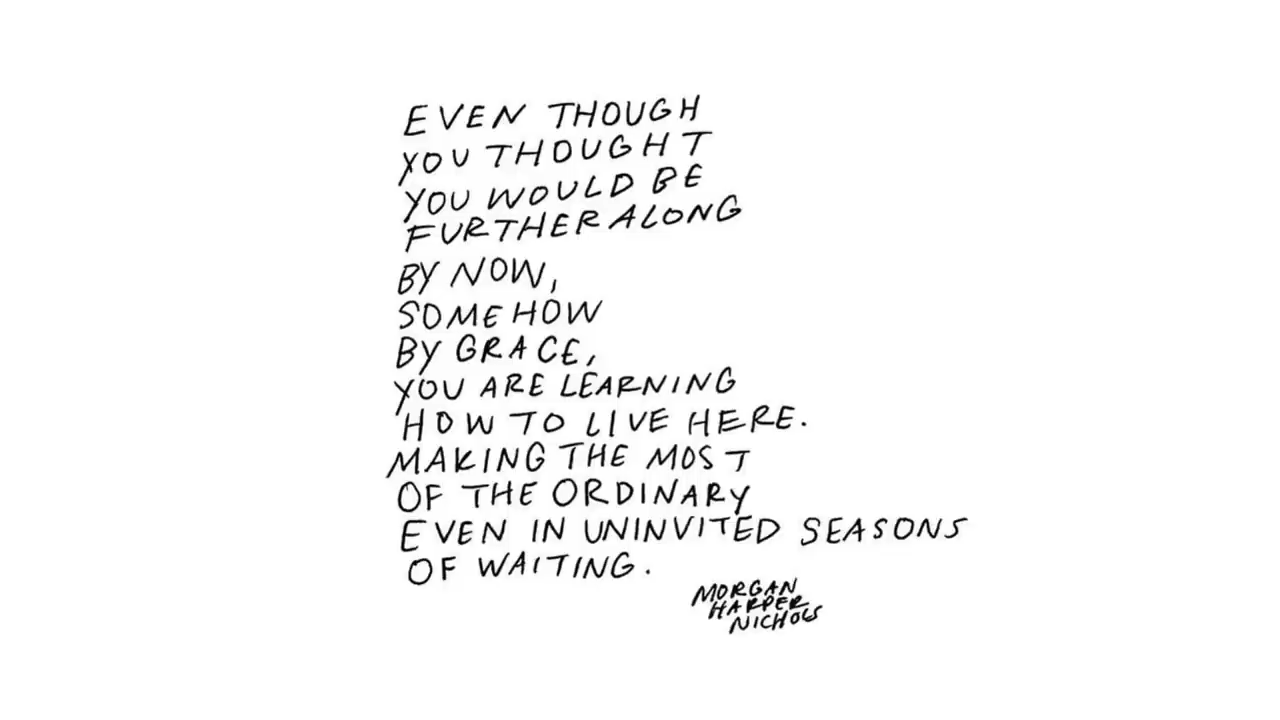 EVEN THOUGH
YOU THOUGHT
YOU WOULD BE
FURTHER ALONG
BY NOW,
SOMEHOW
BY GRACE,
YOU ARE LEARNING
HOW TO LIVE HERE.
MAKING THE MOST
OF THE ORDINARY
EVEN IN UNINVITED SEASONS
OF WAITING.
MORGAN
HARPER
NICHOLS